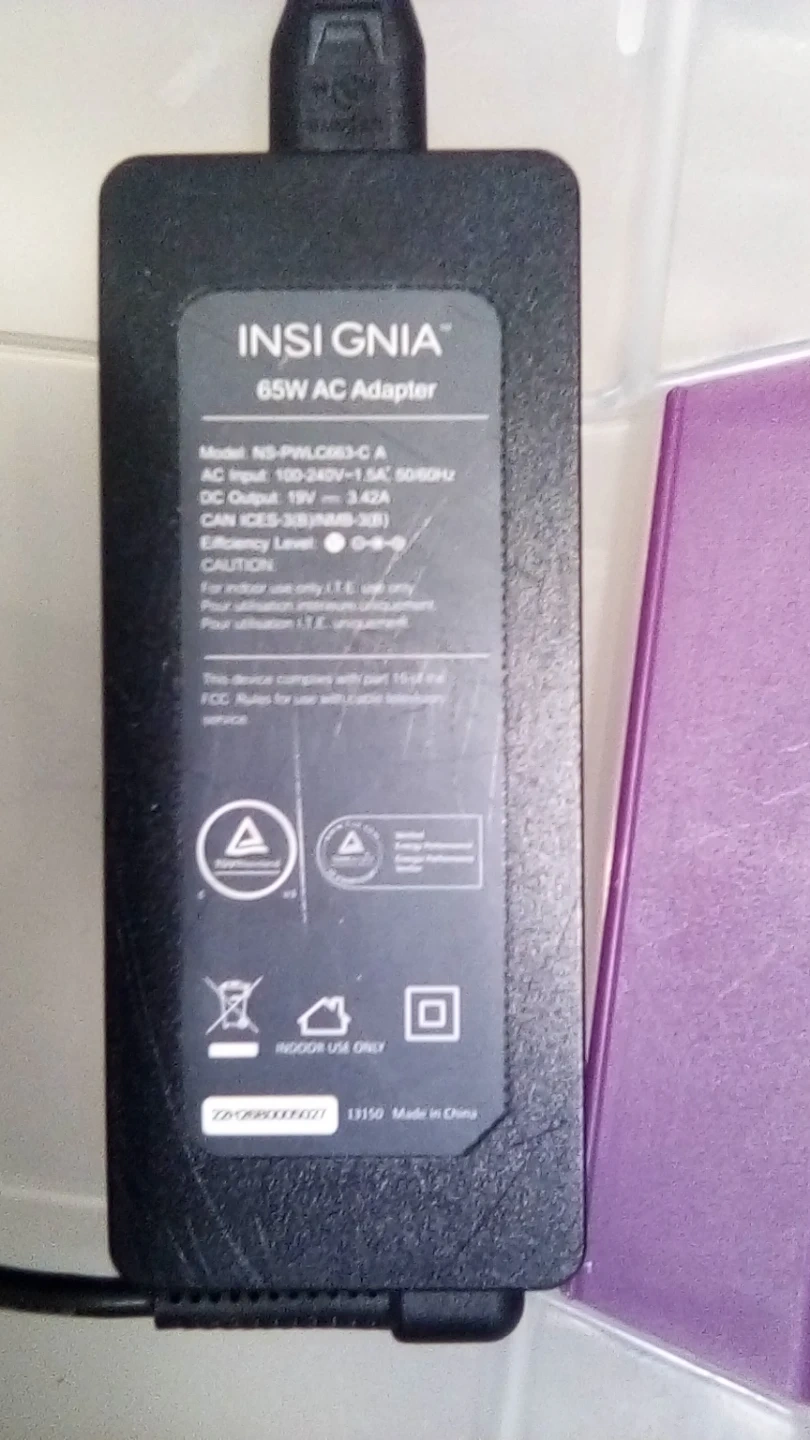 INSIGNIA™
65W AC Adapter
Model: NS-PWLC663-C A
AC Input: 100-240V~1.5A, 50/60Hz
DC Output: 19V 3.42A
CAN ICES-3(B)/NMB-3(B)
Efficiency Level:
CAUTION:
For indoor use only. I.T.E. use only.
Pour utilisation intérieure uniquement.
Pour utilisation I.T.E. uniquement.
This device complies with part 15 of the
FCC Rules for use with cable television
service.
INDOOR USE ONLY
13150 Made in China